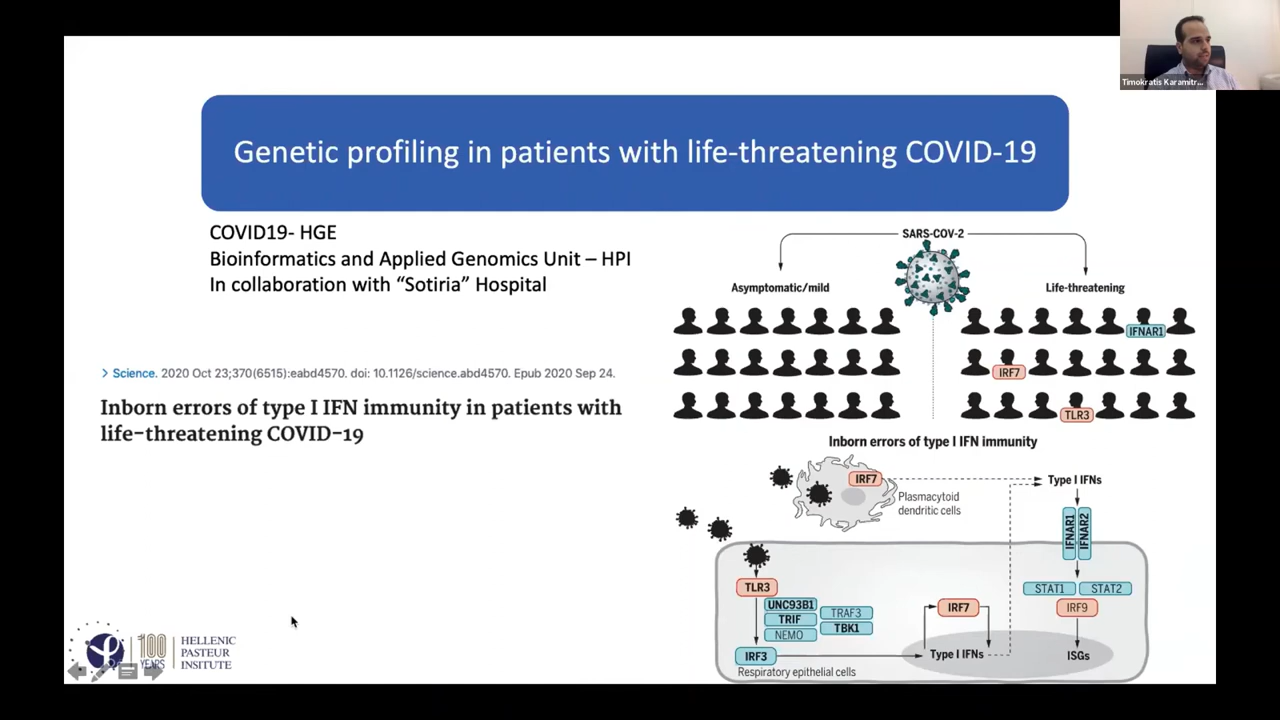 Timokratis Karamitr...
Genetic profiling in patients with life-threatening COVID-19
COVID19- HGE
Bioinformatics and Applied Genomics Unit – HPI
In collaboration with “Sotiria” Hospital
> Science. 2020 Oct 23;370(6515):eabd4570. doi: 10.1126/science.abd4570. Epub 2020 Sep 24.
Inborn errors of type I IFN immunity in patients with
life-threatening COVID-19
SARS-COV-2
Asymptomatic/mild
Life-threatening
IFNAR1
IRF7
TLR3
Inborn errors of type I IFN immunity
IRF7
Plasmacytoid
dendritic cells
Type I IFNs
IFNAR1
IFNAR2
TLR3
UNC93B1
TRIF
NEMO
TRAF3
TBK1
IRF3
Respiratory epithelial cells
IRF7
Type I IFNs
STAT1
STAT2
IRF9
ISGs
100
YEARS
HELLENIC
PASTEUR
INSITUTE